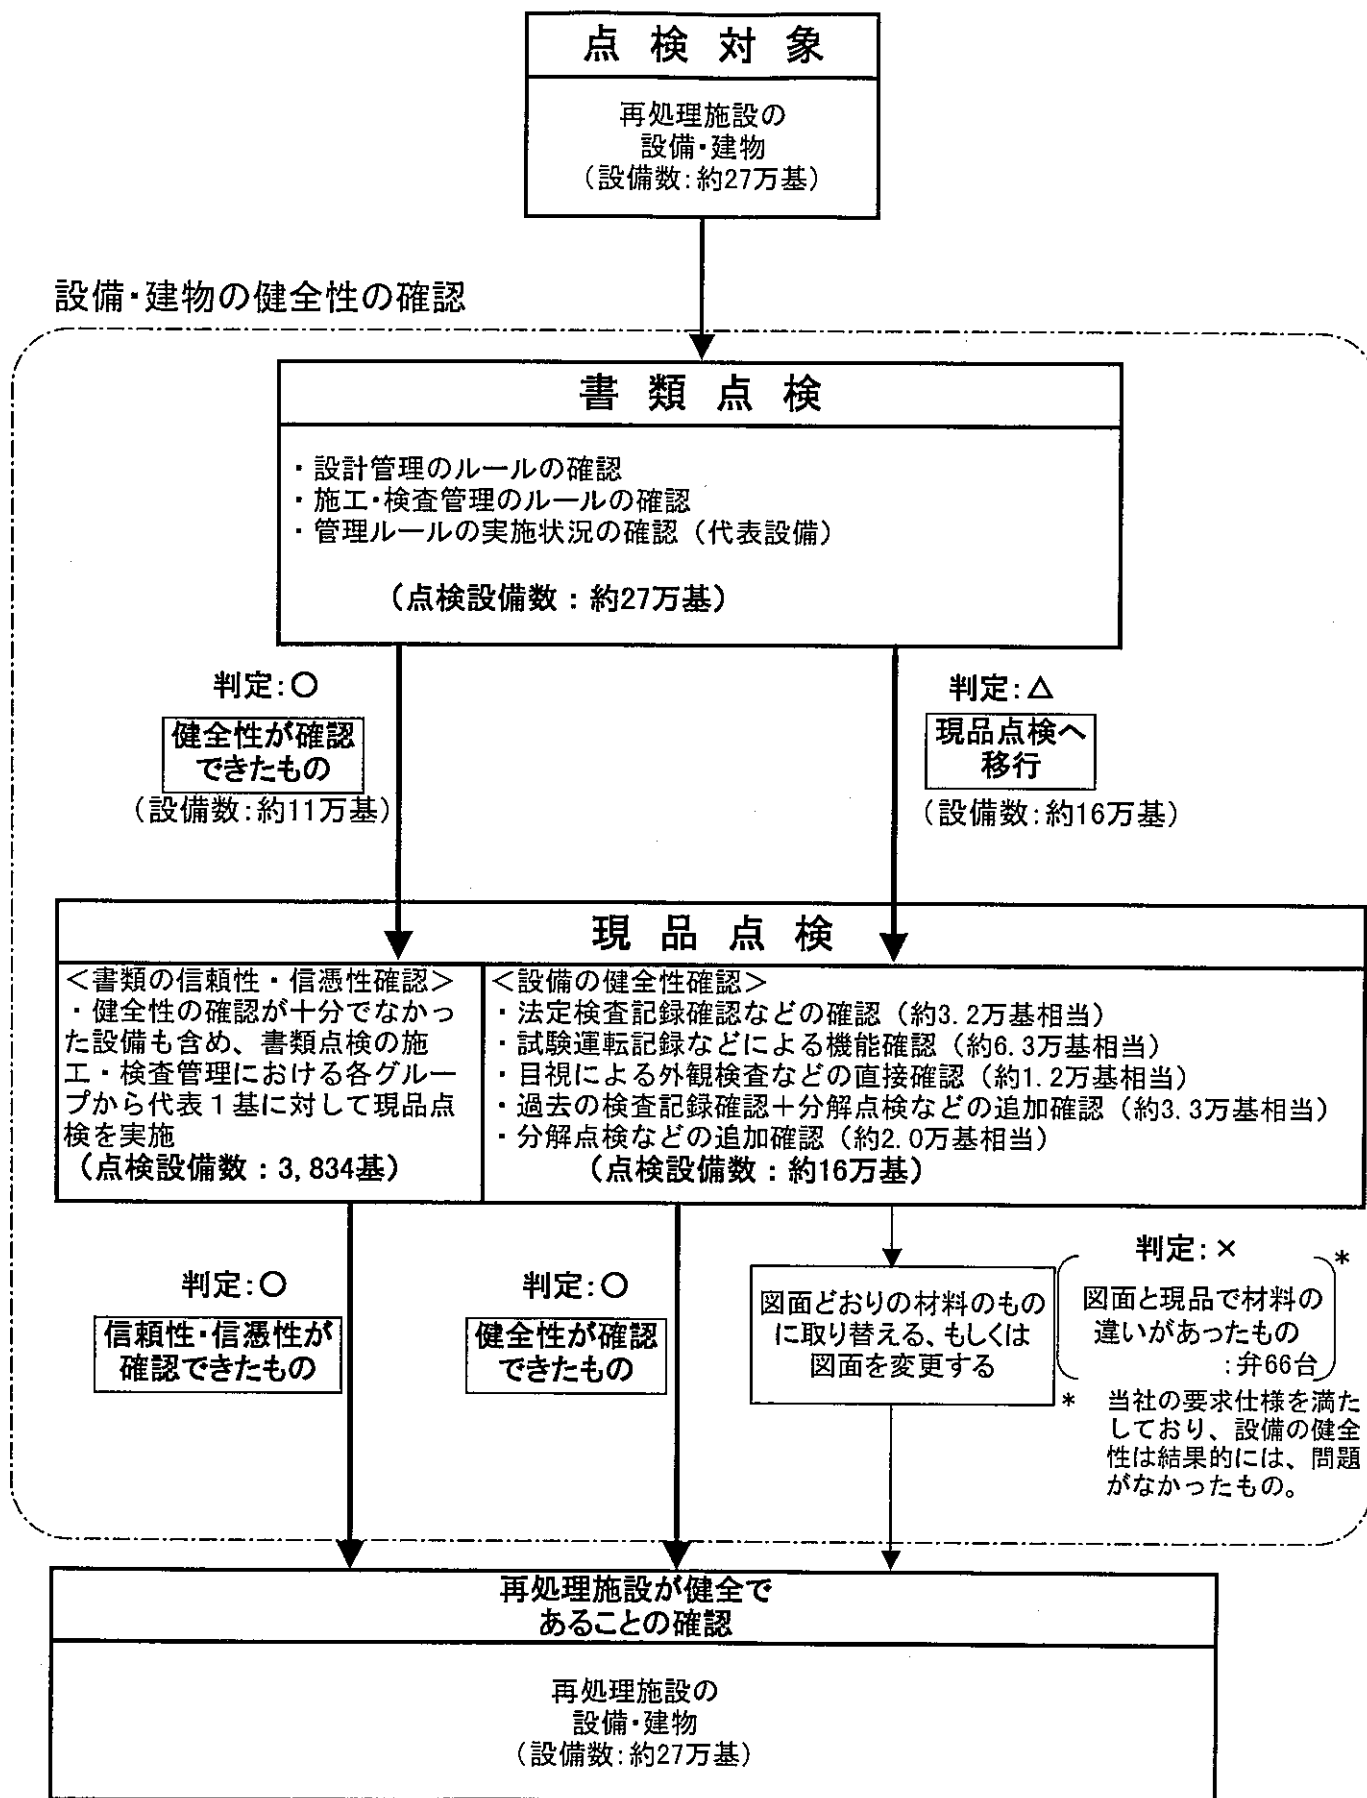 点検対象
再処理施設の
設備・建物
(設備数:約27万基)
設備・建物の健全性の確認
書類点検
・設計管理のルールの確認
・施工・検査管理のルールの確認
・管理ルールの実施状況の確認(代表設備)
(点検設備数:約27万基)
判定:○
健全性が確認
できたもの
(設備数:約11万基)
判定:△
現品点検へ
移行
(設備数:約16万基)
現品点検
<書類の信頼性・信憑性確認>
・健全性の確認が十分でなかっ
た設備も含め、書類点検の施
工・検査管理における各グルー
プから代表1基に対して現品点
検を実施
(点検設備数:3,834基)
<設備の健全性確認>
・法定検査記録確認などの確認(約3.2万基相当)
・試験運転記録などによる機能確認(約6.3万基相当)
・目視による外観検査などの直接確認(約1.2万基相当)
・過去の検査記録確認+分解点検などの追加確認(約3.3万基相当)
・分解点検などの追加確認(約2.0万基相当)
(点検設備数:約16万基)
判定:○
信頼性・信憑性が
確認できたもの
判定:○
健全性が確認
できたもの
図面どおりの材料のもの
に取り替える、もしくは
図面を変更する
判定:×
図面と現品で材料の
違いがあったもの
:弁66台
*
* 当社の要求仕様を満た
しており、設備の健全
性は結果的には、問題
がなかったもの。
再処理施設が健全で
あることの確認
再処理施設の
設備・建物
(設備数:約27万基)